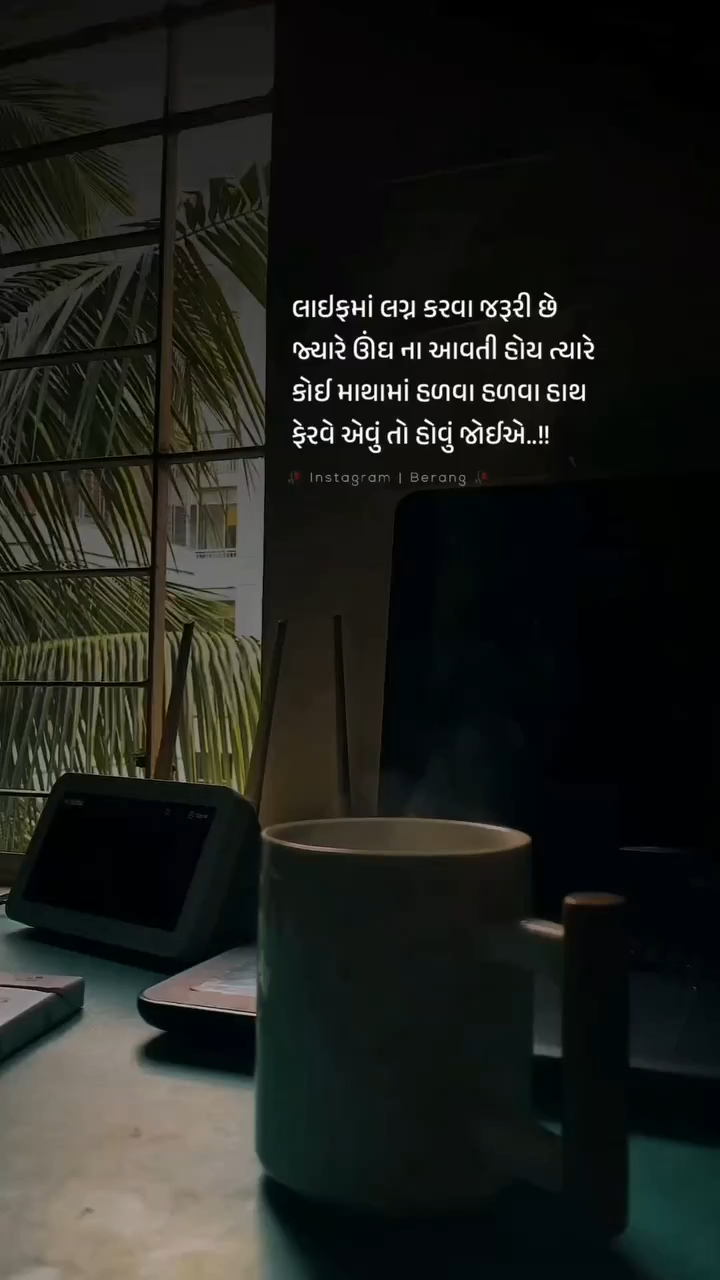 લાઇફમાં લગ્ન કરવા જરૂરી છે
જ્યારે ઊંઘ ના આવતી હોય ત્યારે
કોઈ માથામાં હળવા હળવા હાથ
ફેરવે એવું તો હોવું જોઈએ..!!
🥀 Instagram | Berang 🥀